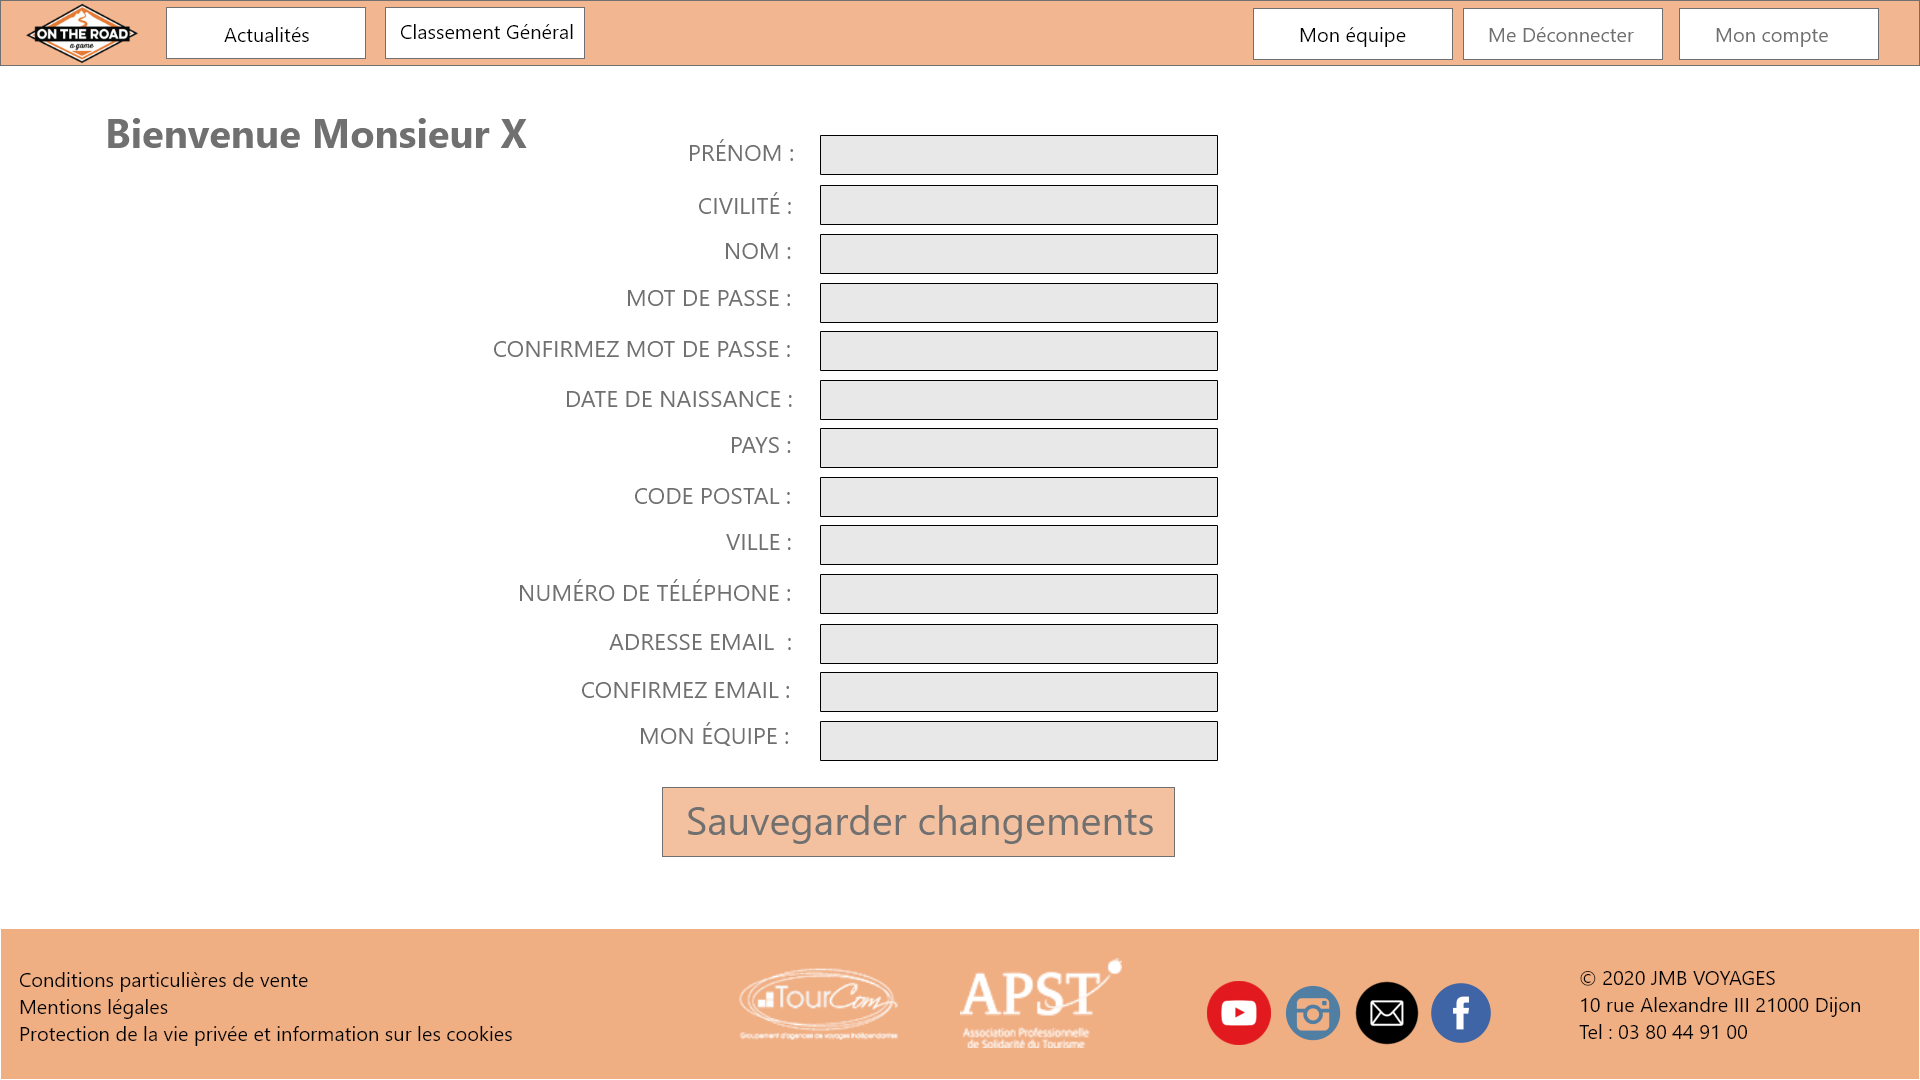 ON THE ROAD
a game
Actualités
Classement Général
Mon équipe
Me Déconnecter
Mon compte
Bienvenue Monsieur X
PRÉNOM :
CIVILITÉ :
NOM :
MOT DE PASSE :
CONFIRMEZ MOT DE PASSE :
DATE DE NAISSANCE :
PAYS :
CODE POSTAL :
VILLE :
NUMÉRO DE TÉLÉPHONE :
ADRESSE EMAIL  :
CONFIRMEZ EMAIL :
MON ÉQUIPE :
Sauvegarder changements
Conditions particulières de vente
Mentions légales
Protection de la vie privée et information sur les cookies
TourCom
Groupement d'agences de voyages indépendantes
APST
Association Professionnelle
de Solidarité du Tourisme
© 2020 JMB VOYAGES
10 rue Alexandre III 21000 Dijon
Tel : 03 80 44 91 00